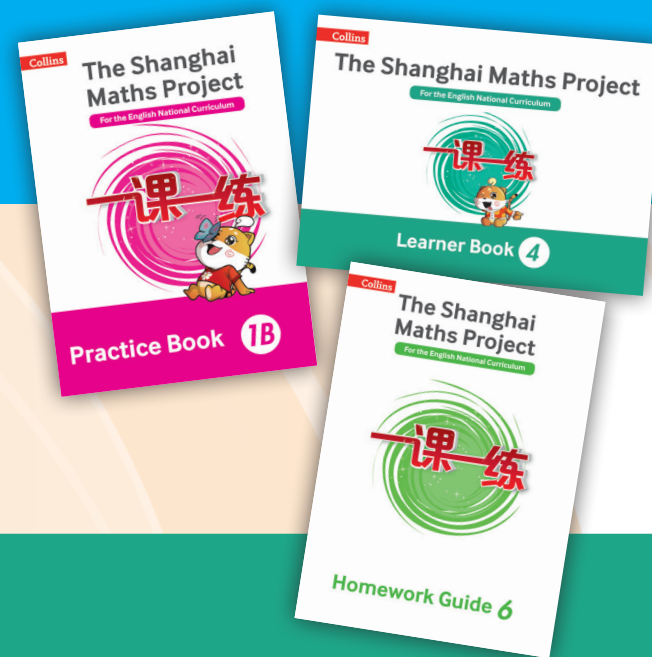 Collins
The Shanghai
Maths Project
For the English National Curriculum
一课一练
Practice Book 1B
Collins
The Shanghai Maths Project
For the English National Curriculum
一课一练
Learner Book 4
Collins
The Shanghai
Maths Project
For the English National Curriculum
一课一练
Homework Guide 6